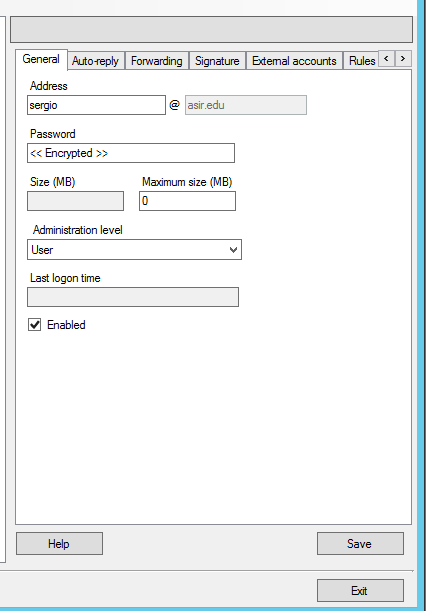 General Auto-reply Forwarding Signature External accounts Rules < >
Address
sergio @ asir.edu
Password
<< Encrypted >>
Size (MB) Maximum size (MB)
0
Administration level
User
Last logon time
Enabled
Help Save
Exit